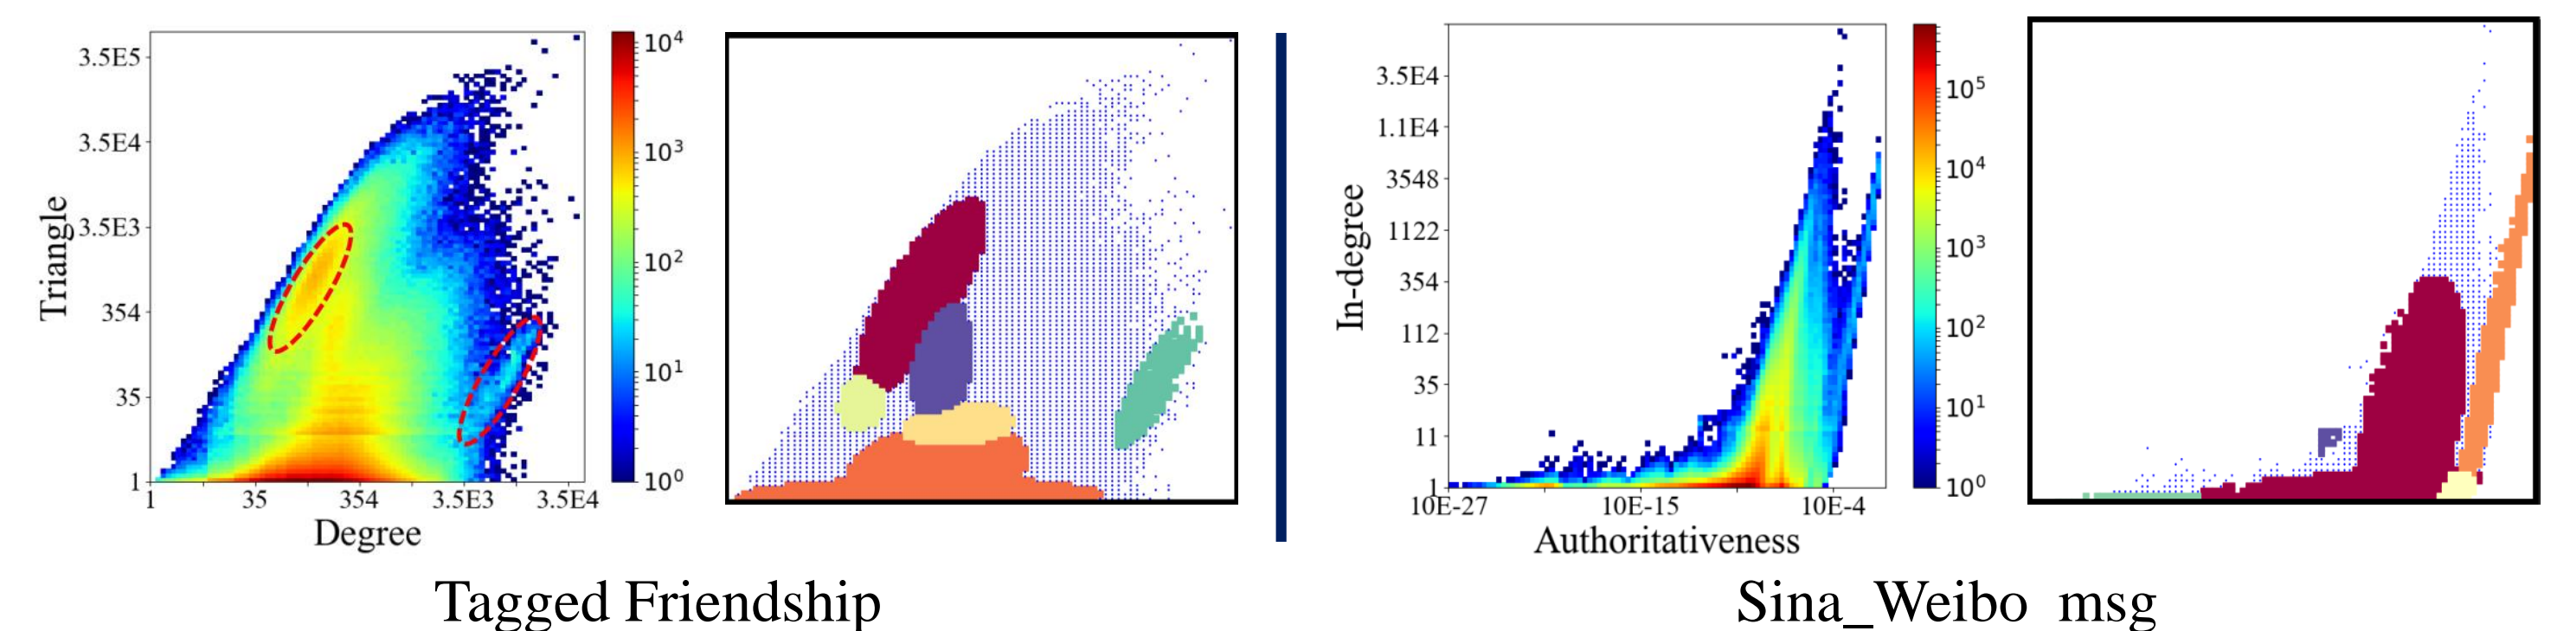 Triangle
3.5E5
3.5E4
3.5E3
354
35
1
1 35 354 3.5E3 3.5E4
Degree
10^4
10^3
10^2
10^1
10^0
In-degree
3.5E4
1.1E4
3548
1122
354
112
35
11
1
10E-27 10E-15 10E-4
Authoritativeness
10^5
10^4
10^3
10^2
10^1
10^0
Tagged Friendship
Sina_Weibo msg